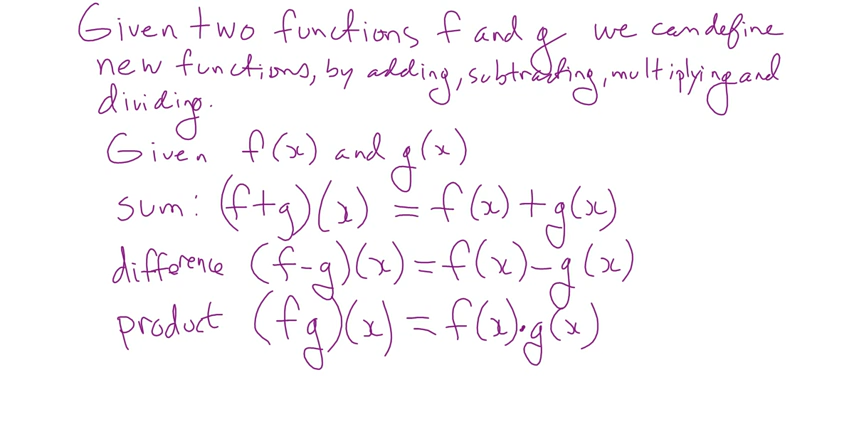 Given two functions f and g we can define
new functions, by adding, subtracting, multiplying and
dividing.
Given f(x) and g(x)
sum: (f+g)(x) = f(x)+g(x)
difference (f-g)(x)=f(x)-g(x)
product (fg)(x) = f(x)·g(x)